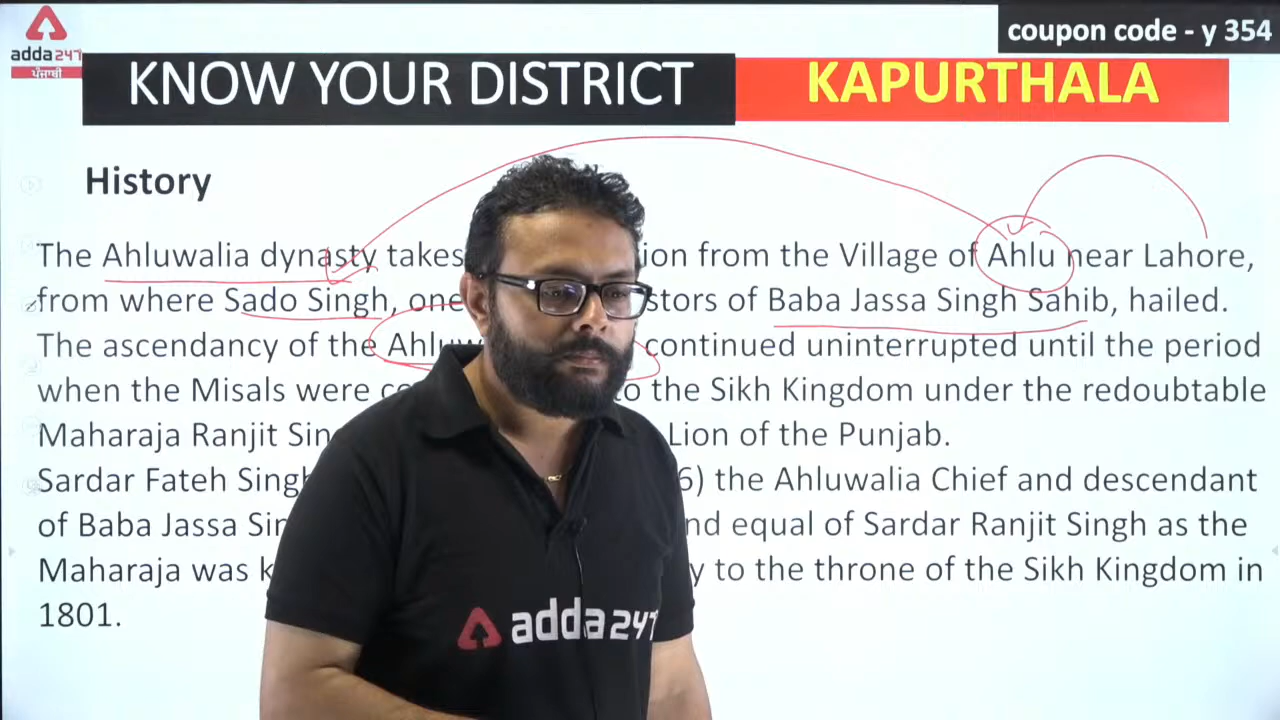 coupon code - y 354
adda247
ਪੰਜਾਬੀ
KNOW YOUR DISTRICT
KAPURTHALA
History
The Ahluwalia dynasty takes ion from the Village of Ahlu near Lahore,
from where Sado Singh, one stors of Baba Jassa Singh Sahib, hailed.
The ascendancy of the Ahluw continued uninterrupted until the period
when the Misals were to the Sikh Kingdom under the redoubtable
Maharaja Ranjit Sin Lion of the Punjab.
Sardar Fateh Singh 6) the Ahluwalia Chief and descendant
of Baba Jassa Sin nd equal of Sardar Ranjit Singh as the
Maharaja was k y to the throne of the Sikh Kingdom in
1801.
adda247